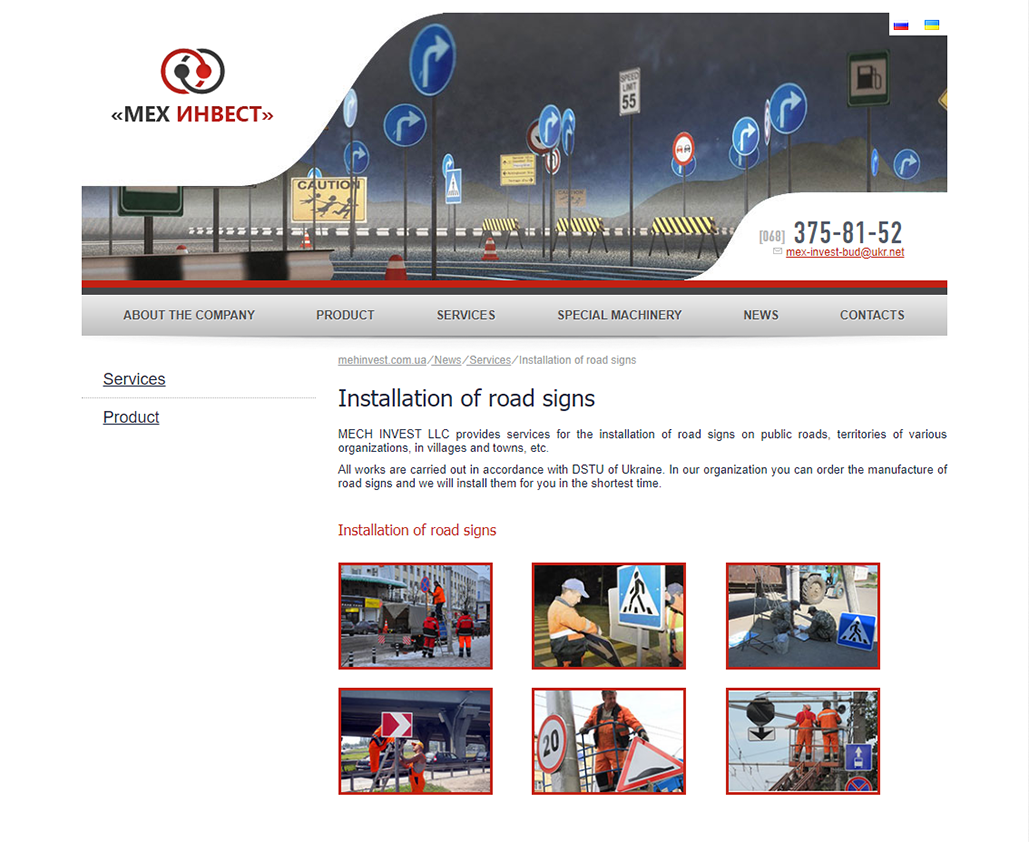 «МЕХ ИНВЕСТ»
SPEED
LIMIT
55
CAUTION
[068] 375-81-52
mex-invest-bud@ukr.net
ABOUT THE COMPANY PRODUCT SERVICES SPECIAL MACHINERY NEWS CONTACTS
mehinvest.com.ua/News/Services/Installation of road signs
Services
Product
Installation of road signs
MECH INVEST LLC provides services for the installation of road signs on public roads, territories of various
organizations, in villages and towns, etc.
All works are carried out in accordance with DSTU of Ukraine. In our organization you can order the manufacture of
road signs and we will install them for you in the shortest time.
Installation of road signs
20